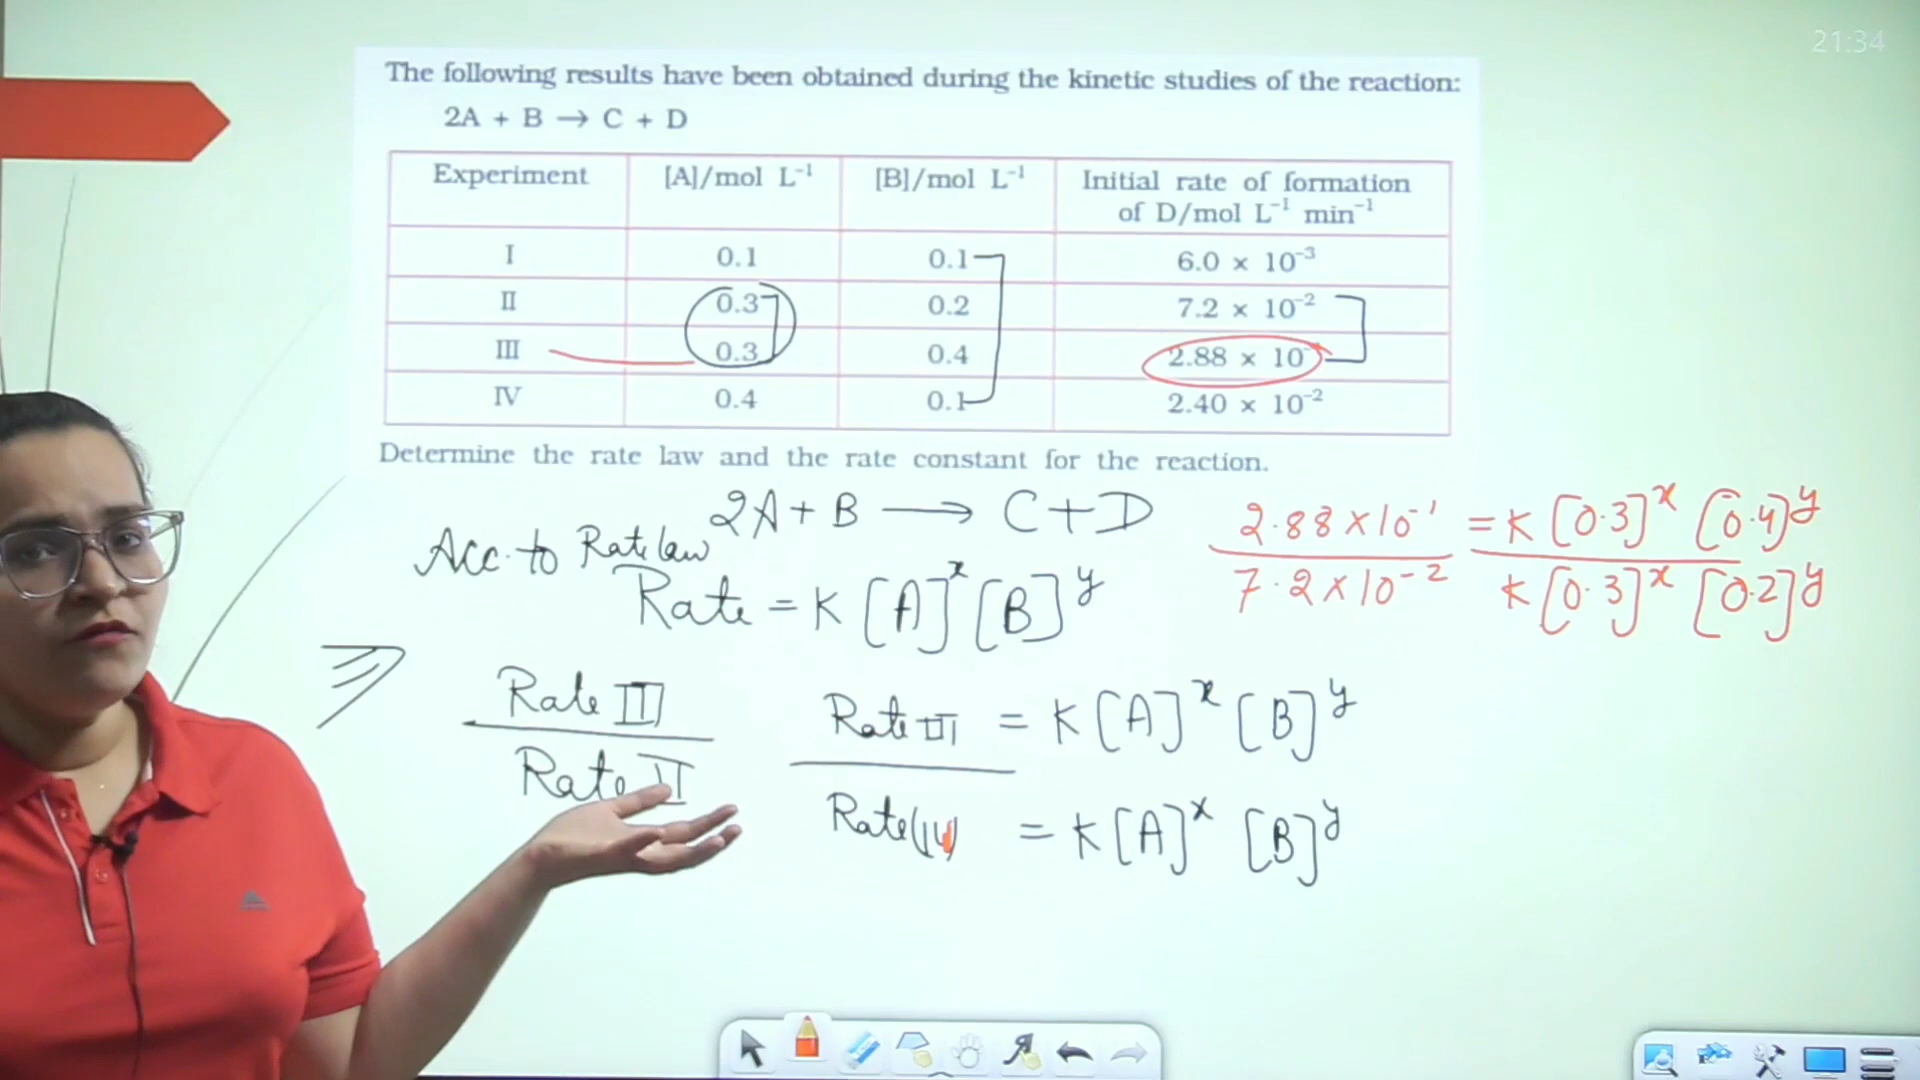 21:34
The following results have been obtained during the kinetic studies of the reaction:
2A + B → C + D
Experiment [A]/mol L⁻¹ [B]/mol L⁻¹ Initial rate of formation of D/mol L⁻¹ min⁻¹
I 0.1 0.1 6.0 × 10⁻³
II 0.3 0.2 7.2 × 10⁻²
III 0.3 0.4 2.88 × 10
IV 0.4 0.1 2.40 × 10⁻²
Determine the rate law and the rate constant for the reaction.
2A + B ⟶ C + D
Acc. to Rate law
Rate = K [A]ˣ [B]ʸ
2.88 × 10⁻¹ = K [0.3]ˣ [0.4]ʸ
7.2 × 10⁻² K [0.3]ˣ [0.2]ʸ
Rate III
Rate II
Rate III = K [A]ˣ [B]ʸ
Rate = K [A]ˣ [B]ʸ